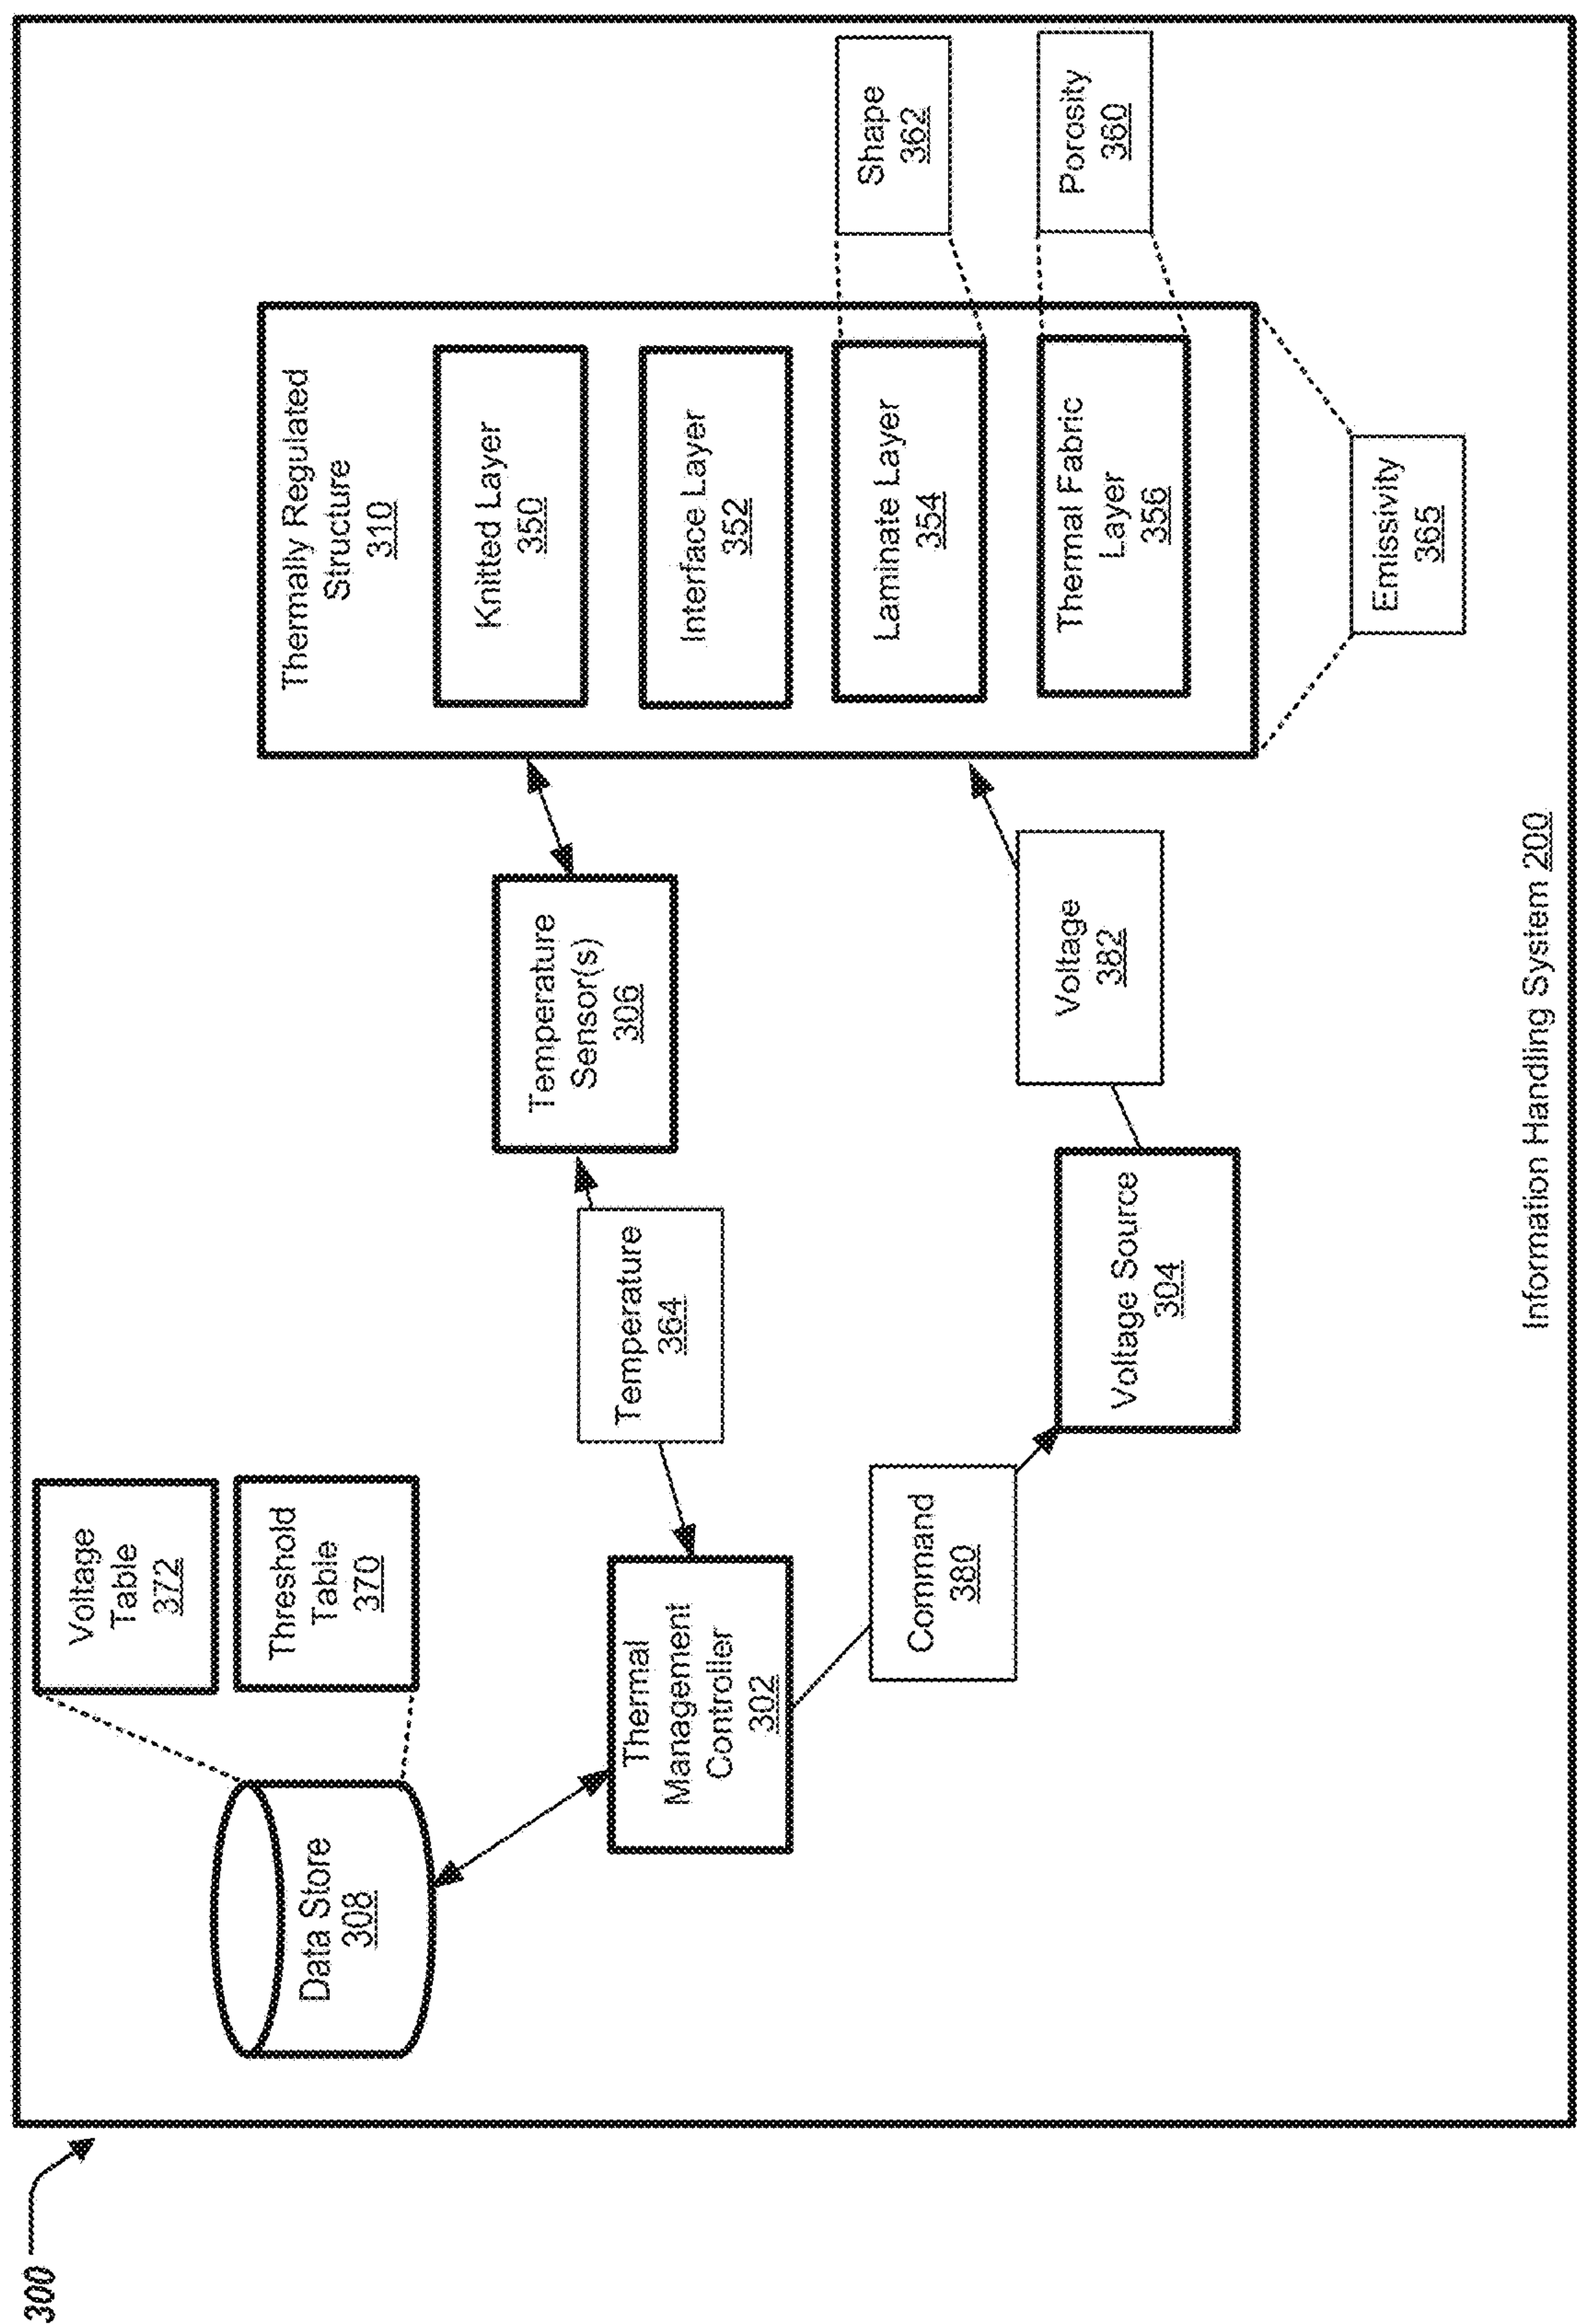 300
Voltage
Table
372
Threshold
Table
370
Data Store
308
Thermal
Management
Controller
302
Temperature
364
Temperature
Sensor(s)
306
Command
380
Voltage Source
304
Voltage
382
Thermally Regulated
Structure
310
Knitted Layer
350
Interface Layer
352
Laminate Layer
354
Thermal Fabric
Layer
356
Shape
362
Porosity
360
Emissivity
365
Information Handling System 200